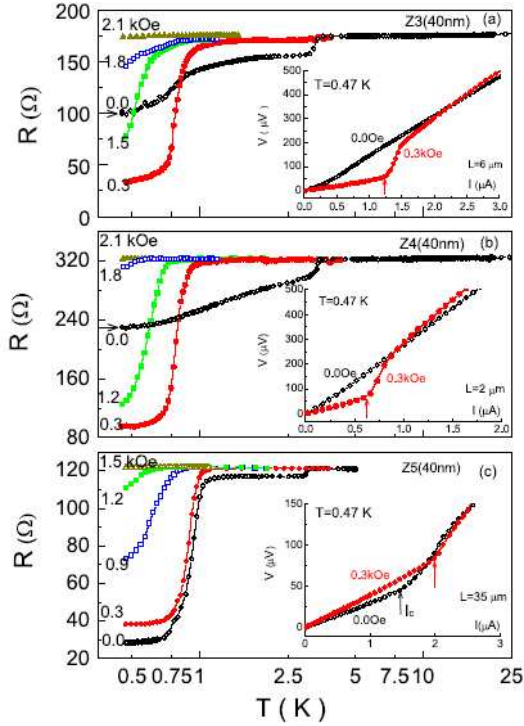 2.1 kOe
Z3(40nm)
(a)
200
1.8
150
0.0
100
1.5
50
0.3
0
R (Ω)
500
400
300
200
100
0
V (μV)
T=0.47 K
0.0Oe
0.3kOe
L=6 μm
I (μA)
0.0 0.5 1.0 1.5 2.0 2.5 3.0
2.1 kOe
Z4(40nm)
(b)
320
1.8
240
0.0
160
1.2
80
0.3
R (Ω)
500
400
300
200
100
0
V (μV)
T=0.47 K
0.0Oe
0.3kOe
L=2 μm
I (μA)
0.0 0.5 1.0 1.5 2.0
1.5 kOe
Z5(40nm)
(c)
120
1.2
100
80
0.9
60
0.3
40
0.0
20
R (Ω)
150
100
50
0
V (μV)
T=0.47 K
0.3kOe
0.0Oe
Ic
L=35 μm
I(μA)
0 1 2 3
0.5 0.75 1 2.5 5 7.5 10 25
T ( K )